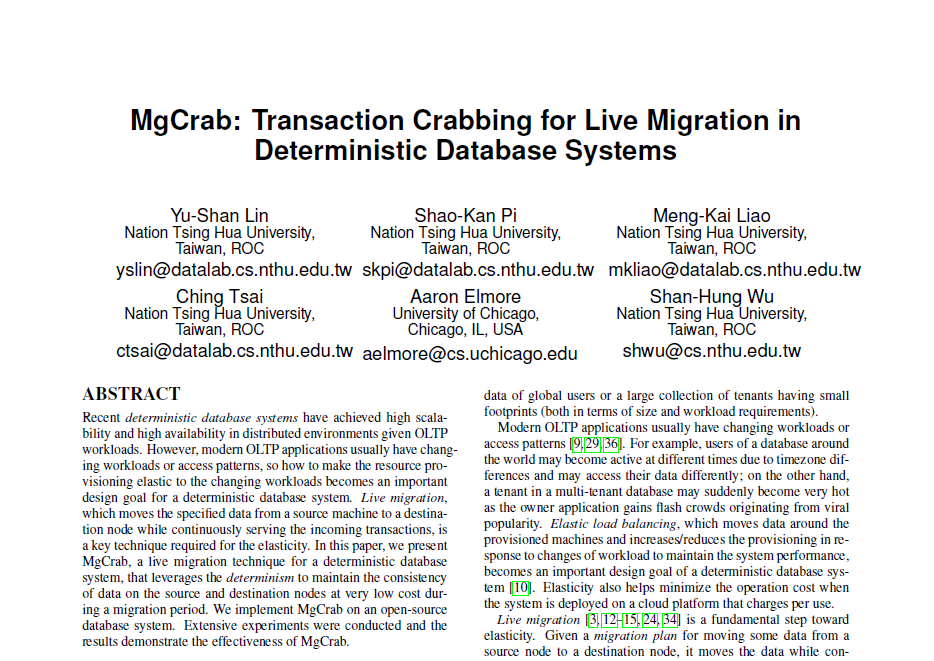 MgCrab: Transaction Crabbing for Live Migration in
Deterministic Database Systems
Yu-Shan Lin
Nation Tsing Hua University,
Taiwan, ROC
yslin@datalab.cs.nthu.edu.tw
Shao-Kan Pi
Nation Tsing Hua University,
Taiwan, ROC
skpi@datalab.cs.nthu.edu.tw
Meng-Kai Liao
Nation Tsing Hua University,
Taiwan, ROC
mkliao@datalab.cs.nthu.edu.tw
Ching Tsai
Nation Tsing Hua University,
Taiwan, ROC
ctsai@datalab.cs.nthu.edu.tw
Aaron Elmore
University of Chicago,
Chicago, IL, USA
aelmore@cs.uchicago.edu
Shan-Hung Wu
Nation Tsing Hua University,
Taiwan, ROC
shwu@cs.nthu.edu.tw
ABSTRACT
Recent deterministic database systems have achieved high scala-
bility and high availability in distributed environments given OLTP
workloads. However, modern OLTP applications usually have chang-
ing workloads or access patterns, so how to make the resource pro-
visioning elastic to the changing workloads becomes an important
design goal for a deterministic database system. Live migration,
which moves the specified data from a source machine to a destina-
tion node while continuously serving the incoming transactions, is
a key technique required for the elasticity. In this paper, we present
MgCrab, a live migration technique for a deterministic database
system, that leverages the determinism to maintain the consistency
of data on the source and destination nodes at very low cost dur-
ing a migration period. We implement MgCrab on an open-source
database system. Extensive experiments were conducted and the
results demonstrate the effectiveness of MgCrab.
data of global users or a large collection of tenants having small
footprints (both in terms of size and workload requirements).
Modern OLTP applications usually have changing workloads or
access patterns [9, 29, 36]. For example, users of a database around
the world may become active at different times due to timezone dif-
ferences and may access their data differently; on the other hand,
a tenant in a multi-tenant database may suddenly become very hot
as the owner application gains flash crowds originating from viral
popularity. Elastic load balancing, which moves data around the
provisioned machines and increases/reduces the provisioning in re-
sponse to changes of workload to maintain the system performance,
becomes an important design goal of a deterministic database sys-
tem [10]. Elasticity also helps minimize the operation cost when
the system is deployed on a cloud platform that charges per use.
Live migration [3, 12–15, 24, 34] is a fundamental step toward
elasticity. Given a migration plan for moving some data from a
source node to a destination node, it moves the data while con-